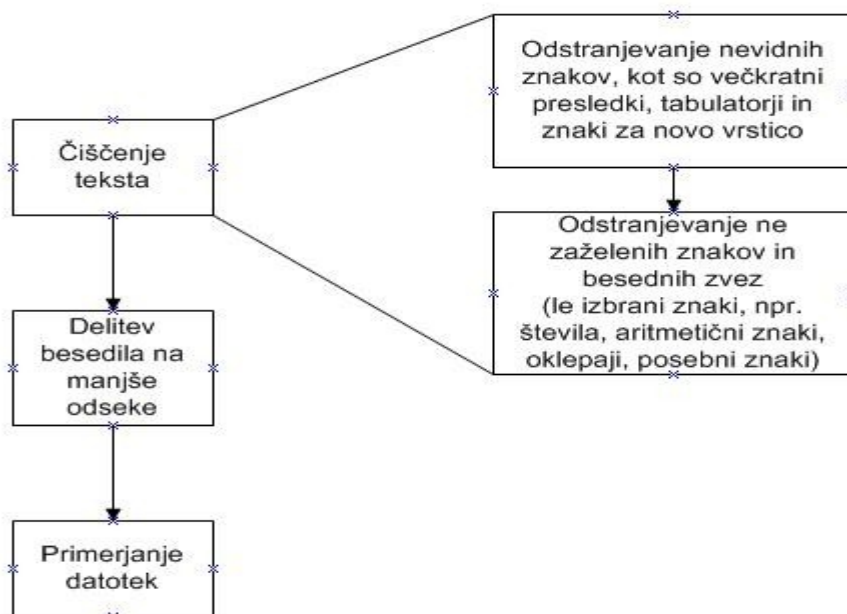 Čiščenje
teksta
Delitev
besedila na
manjše
odseke
Primerjanje
datotek
Odstranjevanje nevidnih
znakov, kot so večkratni
presledki, tabulatorji in
znaki za novo vrstico
Odstranjevanje ne
zaželenih znakov in
besednih zvez
(le izbrani znaki, npr.
števila, aritmetični znaki,
oklepaji, posebni znaki)